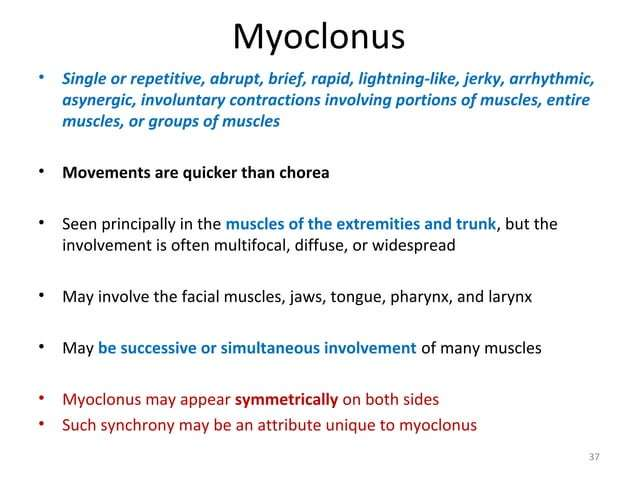 Myoclonus
• Single or repetitive, abrupt, brief, rapid, lightning-like, jerky, arrhythmic,
asynergic, involuntary contractions involving portions of muscles, entire
muscles, or groups of muscles
• Movements are quicker than chorea
• Seen principally in the muscles of the extremities and trunk, but the
involvement is often multifocal, diffuse, or widespread
• May involve the facial muscles, jaws, tongue, pharynx, and larynx
• May be successive or simultaneous involvement of many muscles
• Myoclonus may appear symmetrically on both sides
• Such synchrony may be an attribute unique to myoclonus
37